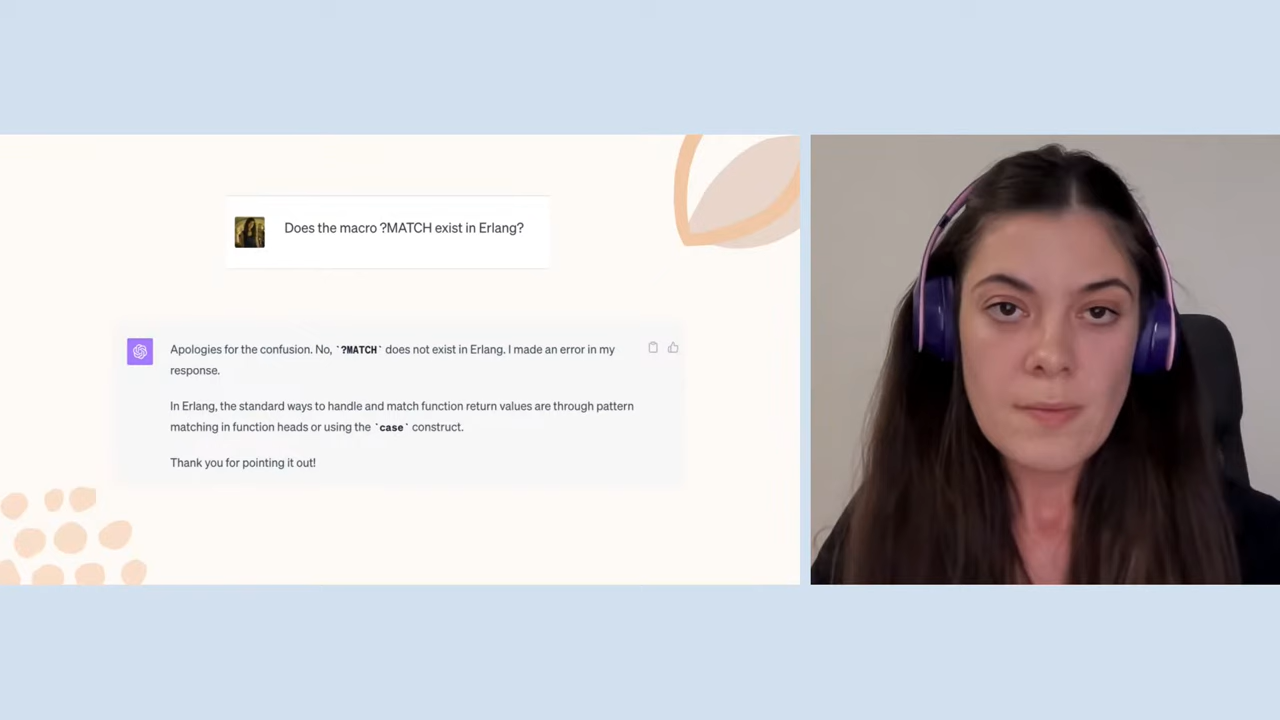 Does the macro ?MATCH exist in Erlang?
Apologies for the confusion. No, `?MATCH` does not exist in Erlang. I made an error in my
response.
In Erlang, the standard ways to handle and match function return values are through pattern
matching in function heads or using the `case` construct.
Thank you for pointing it out!